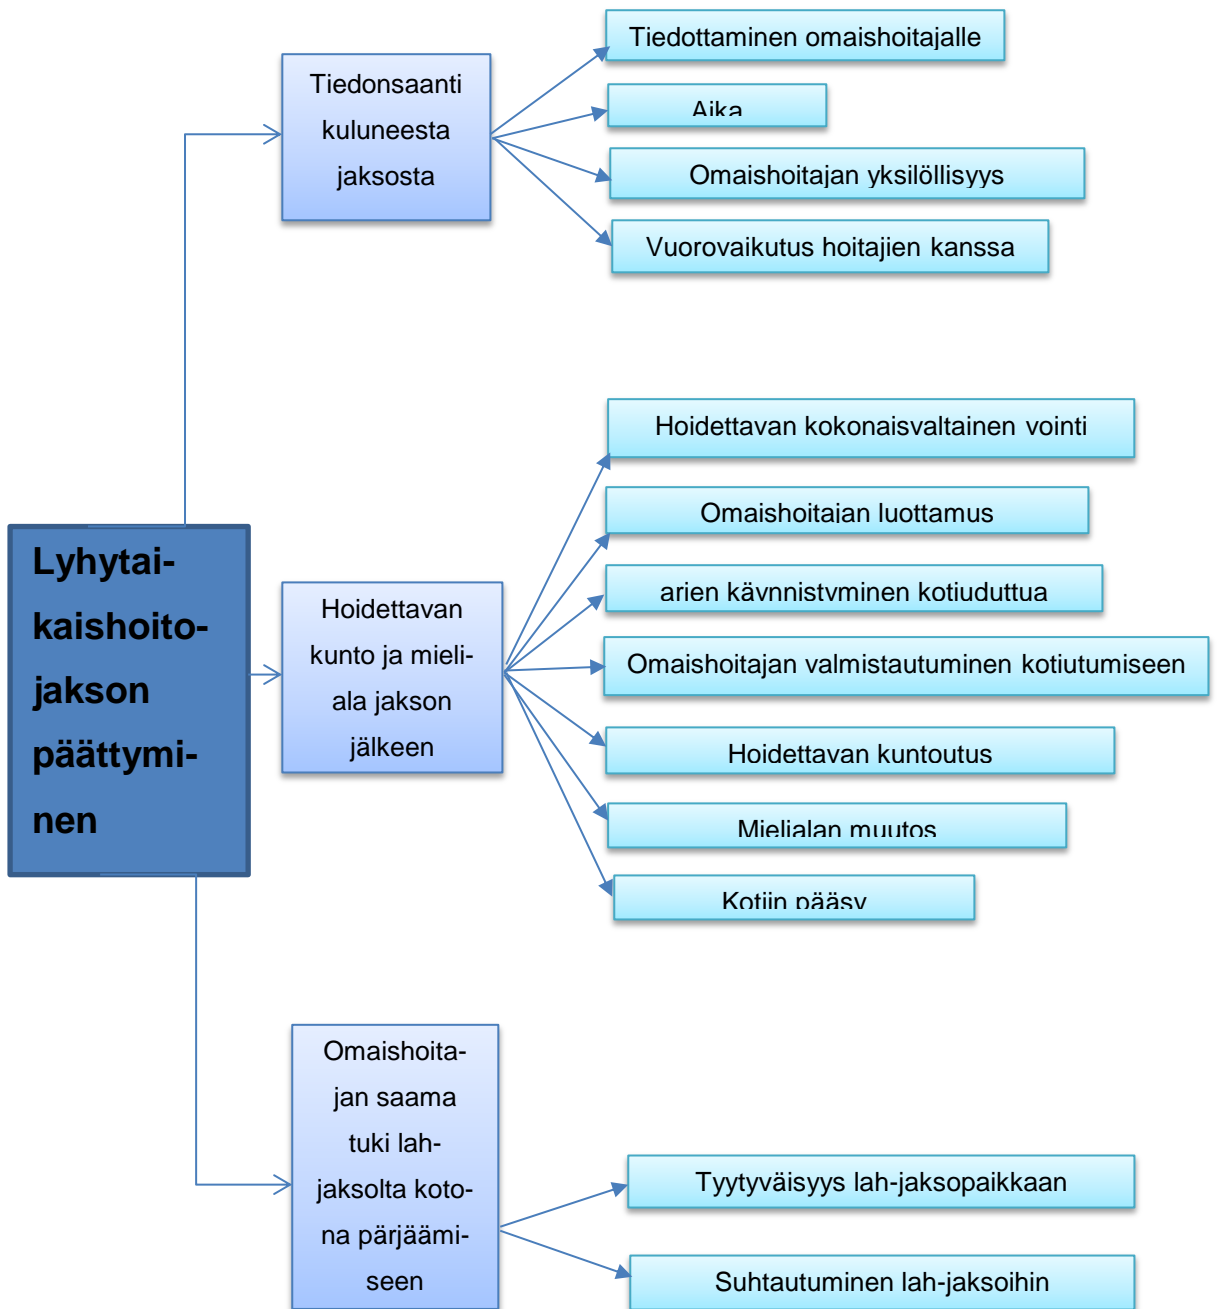 Tiedonsaanti
kuluneesta
jaksosta
Tiedottaminen omaishoitajalle
Aika
Omaishoitajan yksilöllisyys
Vuorovaikutus hoitajien kanssa
Lyhytai-
kaishoito-
jakson
päättymi-
nen
Hoidettavan
kunto ja mieli-
ala jakson
jälkeen
Hoidettavan kokonaisvaltainen vointi
Omaishoitajan luottamus
arjen käynnistyminen kotiuduttua
Omaishoitajan valmistautuminen kotiutumiseen
Hoidettavan kuntoutus
Mielialan muutos
Kotiin pääsy
Omaishoita-
jan saama
tuki lah-
jaksolta koto-
na pärjäämi-
seen
Tyytyväisyys lah-jaksopaikkaan
Suhtautuminen lah-jaksoihin